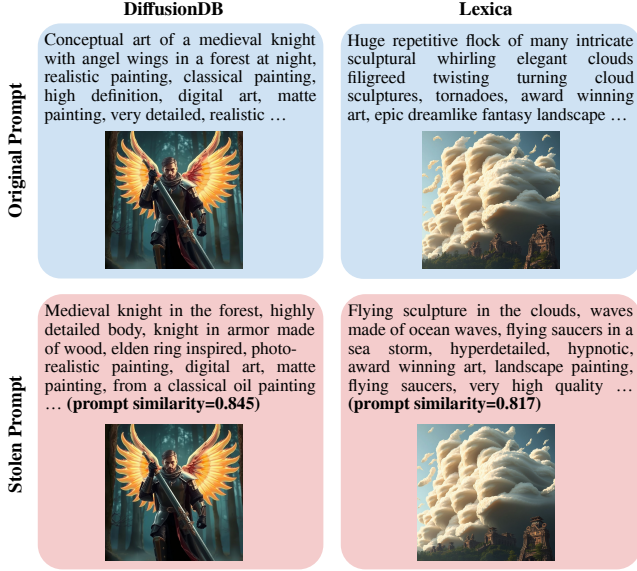 DiffusionDB
Lexica
Original Prompt
Conceptual art of a medieval knight
with angel wings in a forest at night,
realistic painting, classical painting,
high definition, digital art, matte
painting, very detailed, realistic …
Huge repetitive flock of many intricate
sculptural whirling elegant clouds
filigreed twisting turning cloud
sculptures, tornadoes, award winning
art, epic dreamlike fantasy landscape …
Stolen Prompt
Medieval knight in the forest, highly
detailed body, knight in armor made
of wood, elden ring inspired, photo-
realistic painting, digital art, matte
painting, from a classical oil painting
… (prompt similarity=0.845)
Flying sculpture in the clouds, waves
made of ocean waves, flying saucers in a
sea storm, hyperdetailed, hypnotic,
award winning art, landscape painting,
flying saucers, very high quality …
(prompt similarity=0.817)